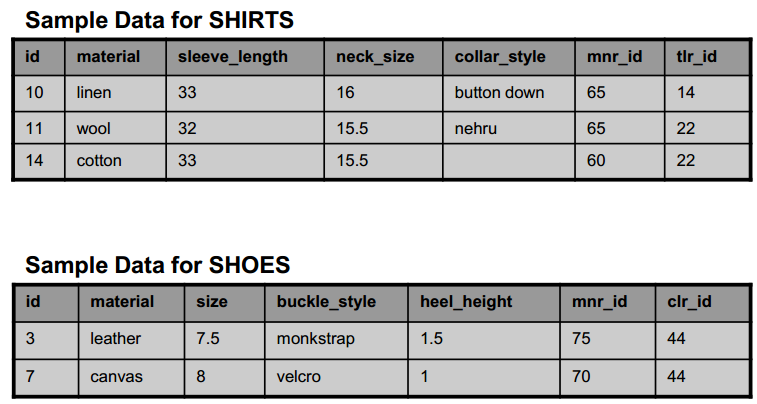 Sample Data for SHIRTS
id material sleeve_length neck_size collar_style mnr_id tlr_id
10 linen 33 16 button down 65 14
11 wool 32 15.5 nehru 65 22
14 cotton 33 15.5 60 22
Sample Data for SHOES
id material size buckle_style heel_height mnr_id clr_id
3 leather 7.5 monkstrap 1.5 75 44
7 canvas 8 velcro 1 70 44